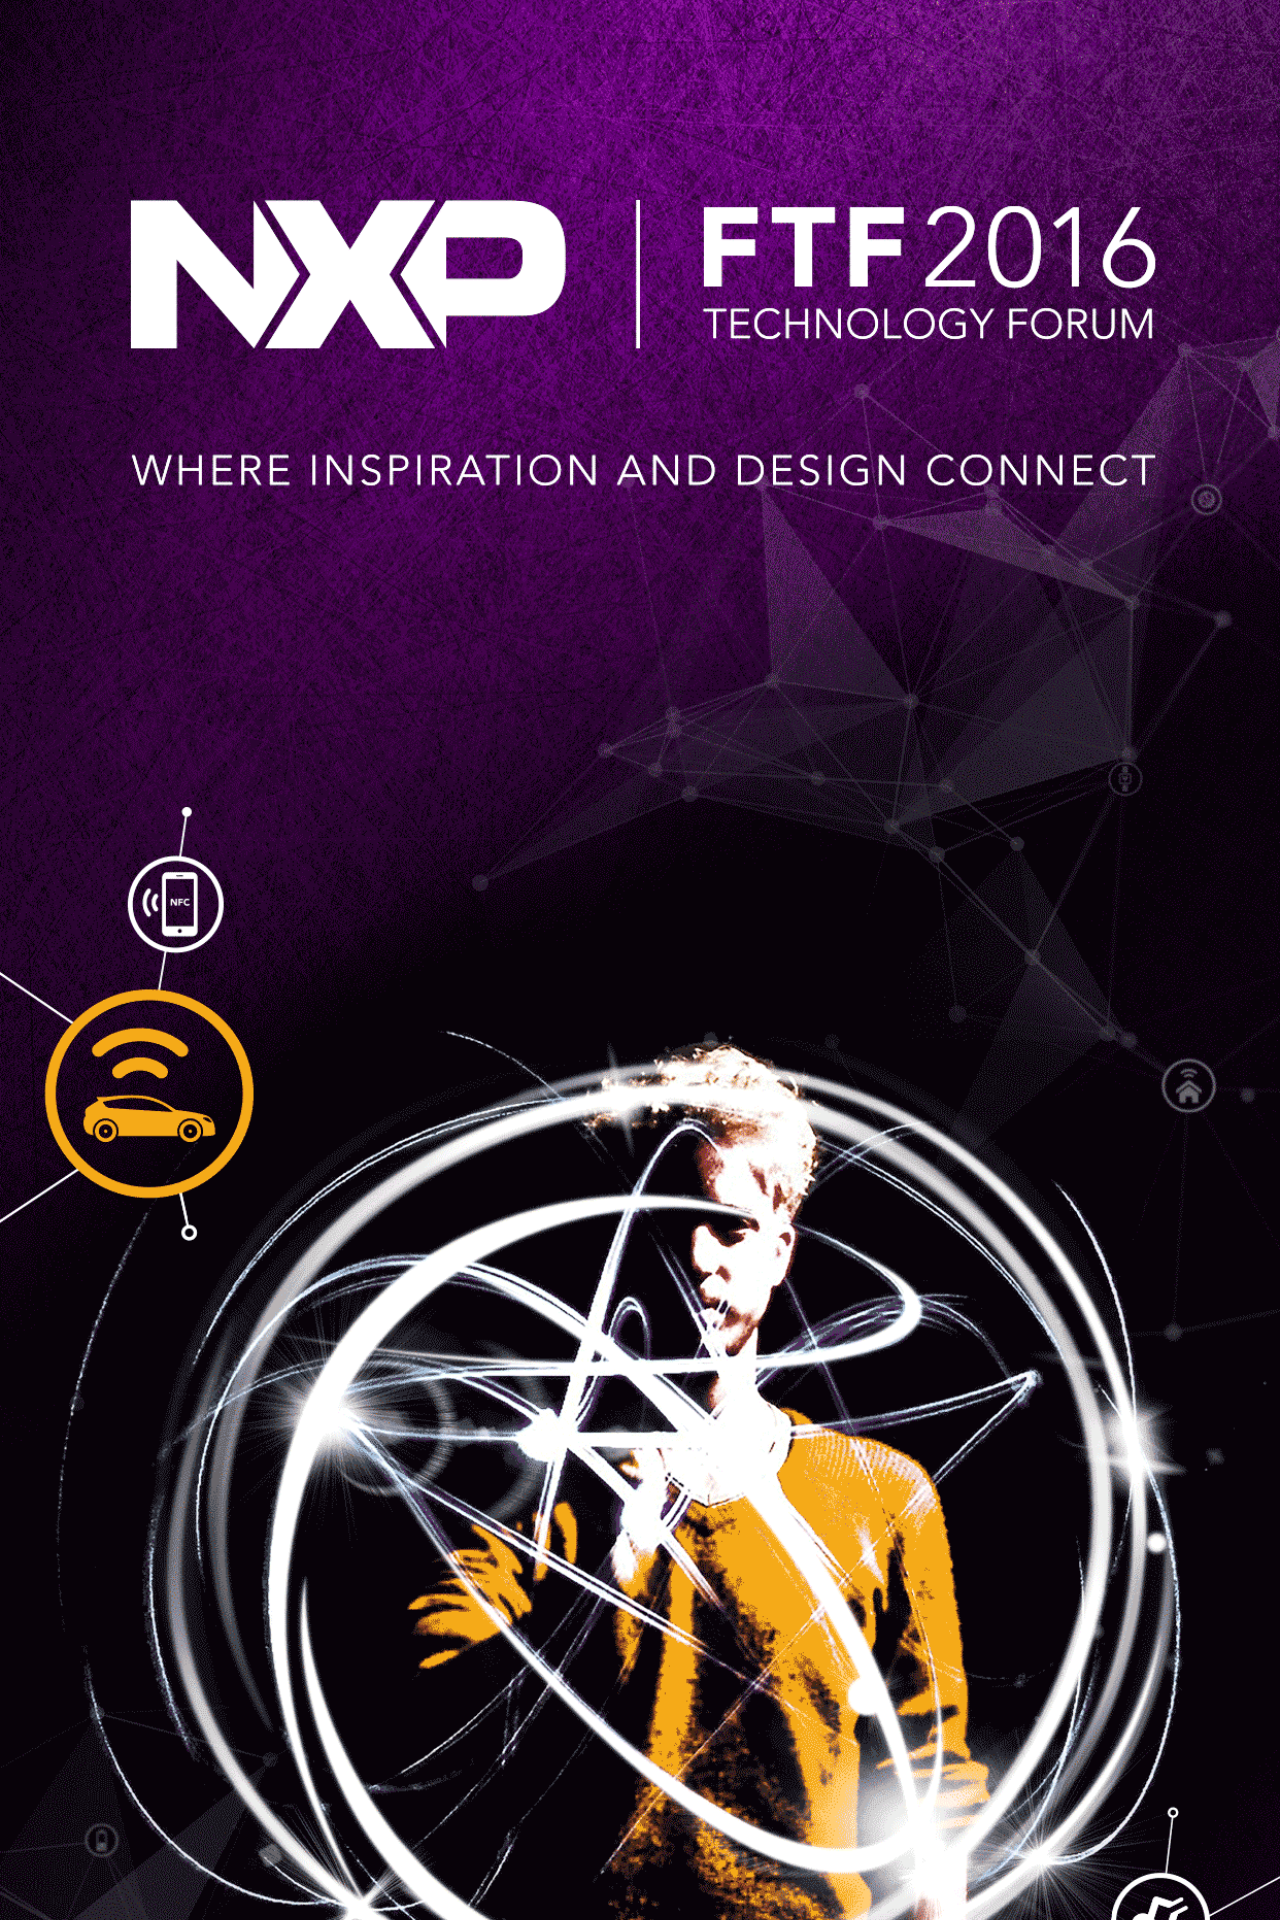 NXP
FTF 2016
TECHNOLOGY FORUM
WHERE INSPIRATION AND DESIGN CONNECT
NFC